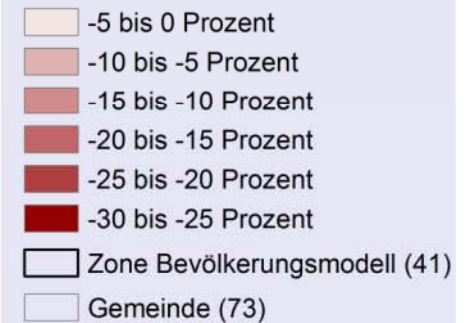 -5 bis 0 Prozent
-10 bis -5 Prozent
-15 bis -10 Prozent
-20 bis -15 Prozent
-25 bis -20 Prozent
-30 bis -25 Prozent
Zone Bevölkerungsmodell (41)
Gemeinde (73)